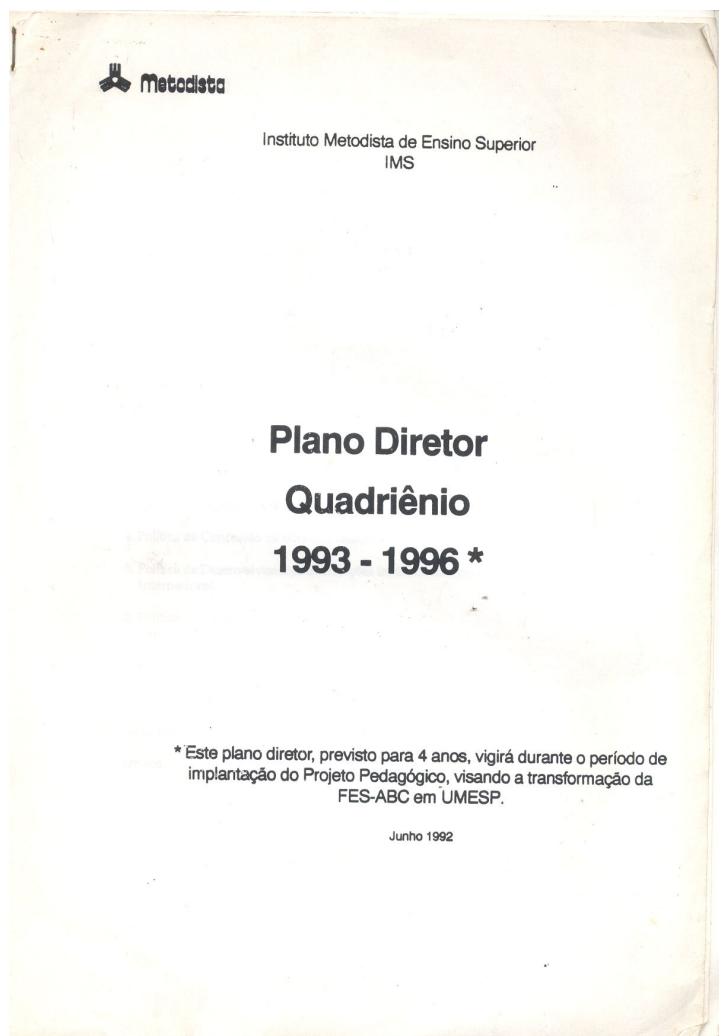 Metodista
Instituto Metodista de Ensino Superior
IMS
Plano Diretor
Quadriênio
1993 - 1996 *
* Este plano diretor, previsto para 4 anos, vigirá durante o período de
implantação do Projeto Pedagógico, visando a transformação da
FES-ABC em UMESP.
Junho 1992